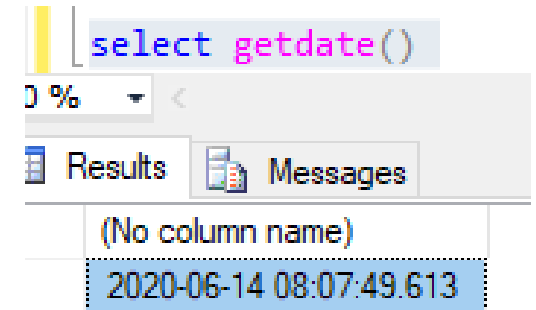 select getdate()
0 %
Results Messages
(No column name)
2020-06-14 08:07:49.613